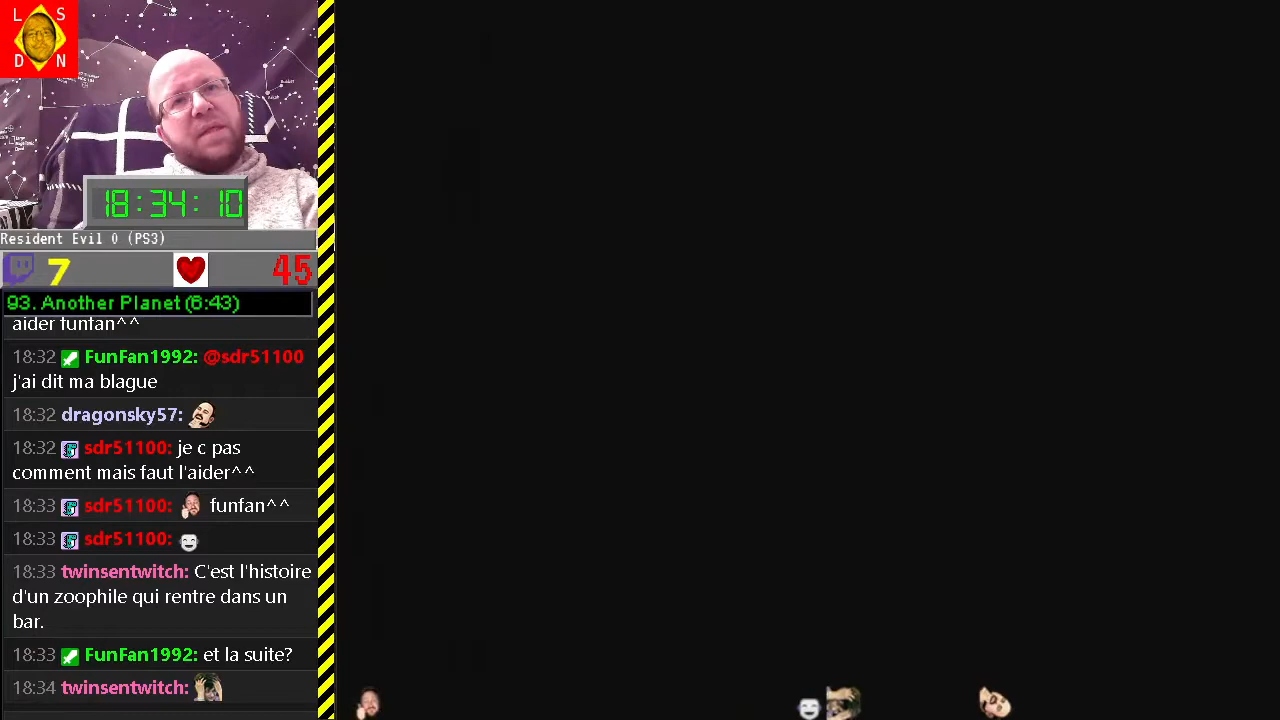 L S
D N
18:34:10
Resident Evil 0 (PS3)
7 45
93. Another Planet (6:43)
aider funfan^^
18:32 FunFan1992: @sdr51100
j'ai dit ma blague
18:32 dragonsky57:
18:32 sdr51100: je c pas
comment mais faut l'aider^^
18:33 sdr51100: funfan^^
18:33 sdr51100:
18:33 twinsentwitch: C'est l'histoire
d'un zoophile qui rentre dans un
bar.
18:33 FunFan1992: et la suite?
18:34 twinsentwitch: